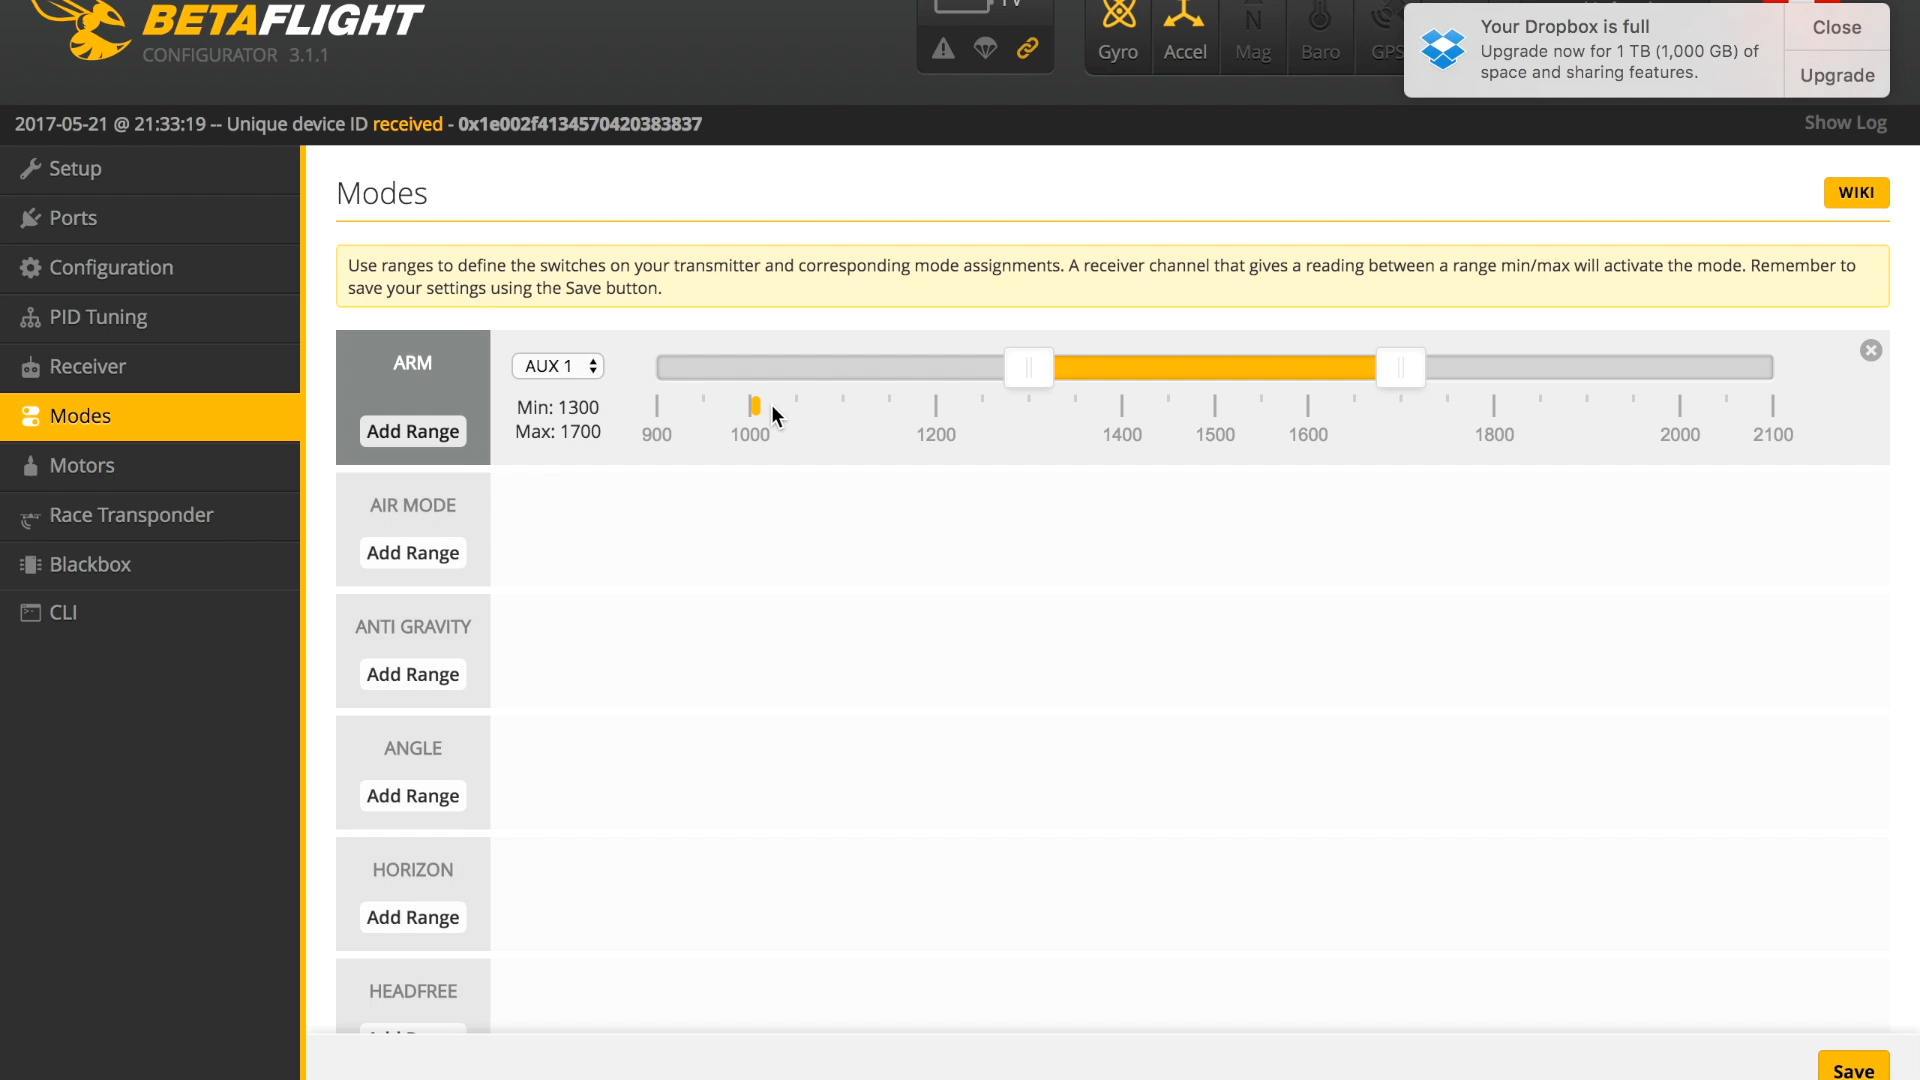 BETAFLIGHT
CONFIGURATOR 3.1.1
Gyro
Accel
Mag
Baro
GPS
Your Dropbox is full
Upgrade now for 1 TB (1,000 GB) of
space and sharing features.
Close
Upgrade
2017-05-21 @ 21:33:19 -- Unique device ID received - 0x1e002f4134570420383837
Show Log
Setup
Ports
Configuration
PID Tuning
Receiver
Modes
Motors
Race Transponder
Blackbox
CLI
Modes
WIKI
Use ranges to define the switches on your transmitter and corresponding mode assignments. A receiver channel that gives a reading between a range min/max will activate the mode. Remember to
save your settings using the Save button.
ARM
Add Range
AUX 1
Min: 1300
Max: 1700
900 1000 1200 1400 1500 1600 1800 2000 2100
AIR MODE
Add Range
ANTI GRAVITY
Add Range
ANGLE
Add Range
HORIZON
Add Range
HEADFREE
Save